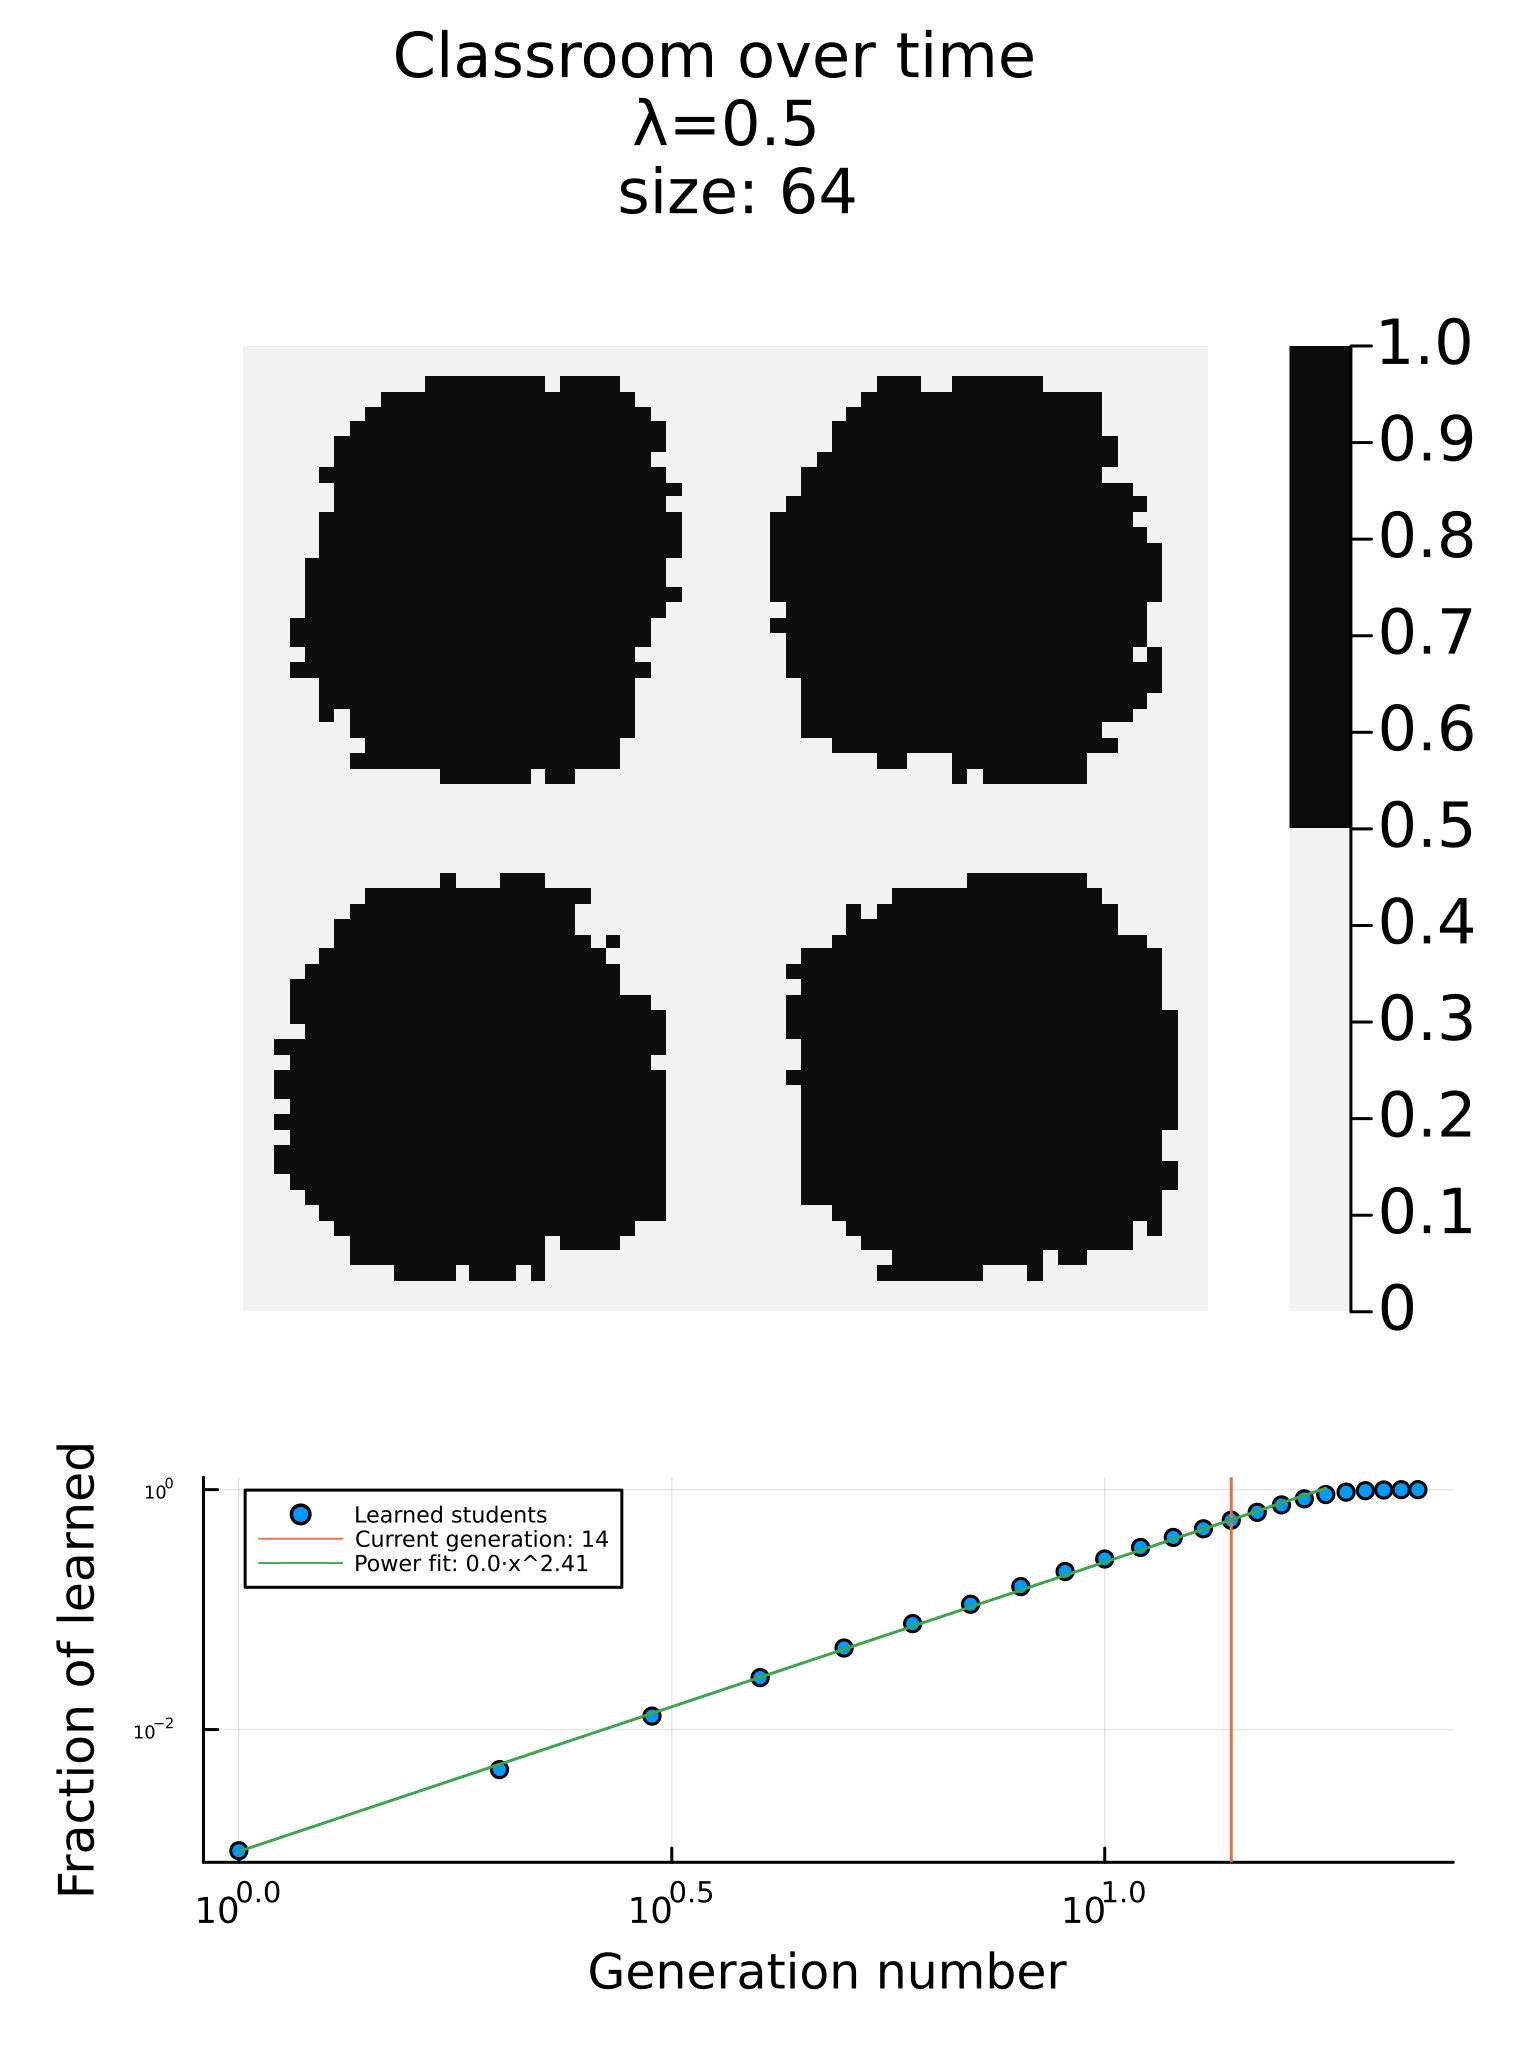 Classroom over time
λ=0.5
size: 64
1.0
0.9
0.8
0.7
0.6
0.5
0.4
0.3
0.2
0.1
0
Fraction of learned
10^0
10^−2
Learned students
Current generation: 14
Power fit: 0.0·x^2.41
10^0.0 10^0.5 10^1.0
Generation number